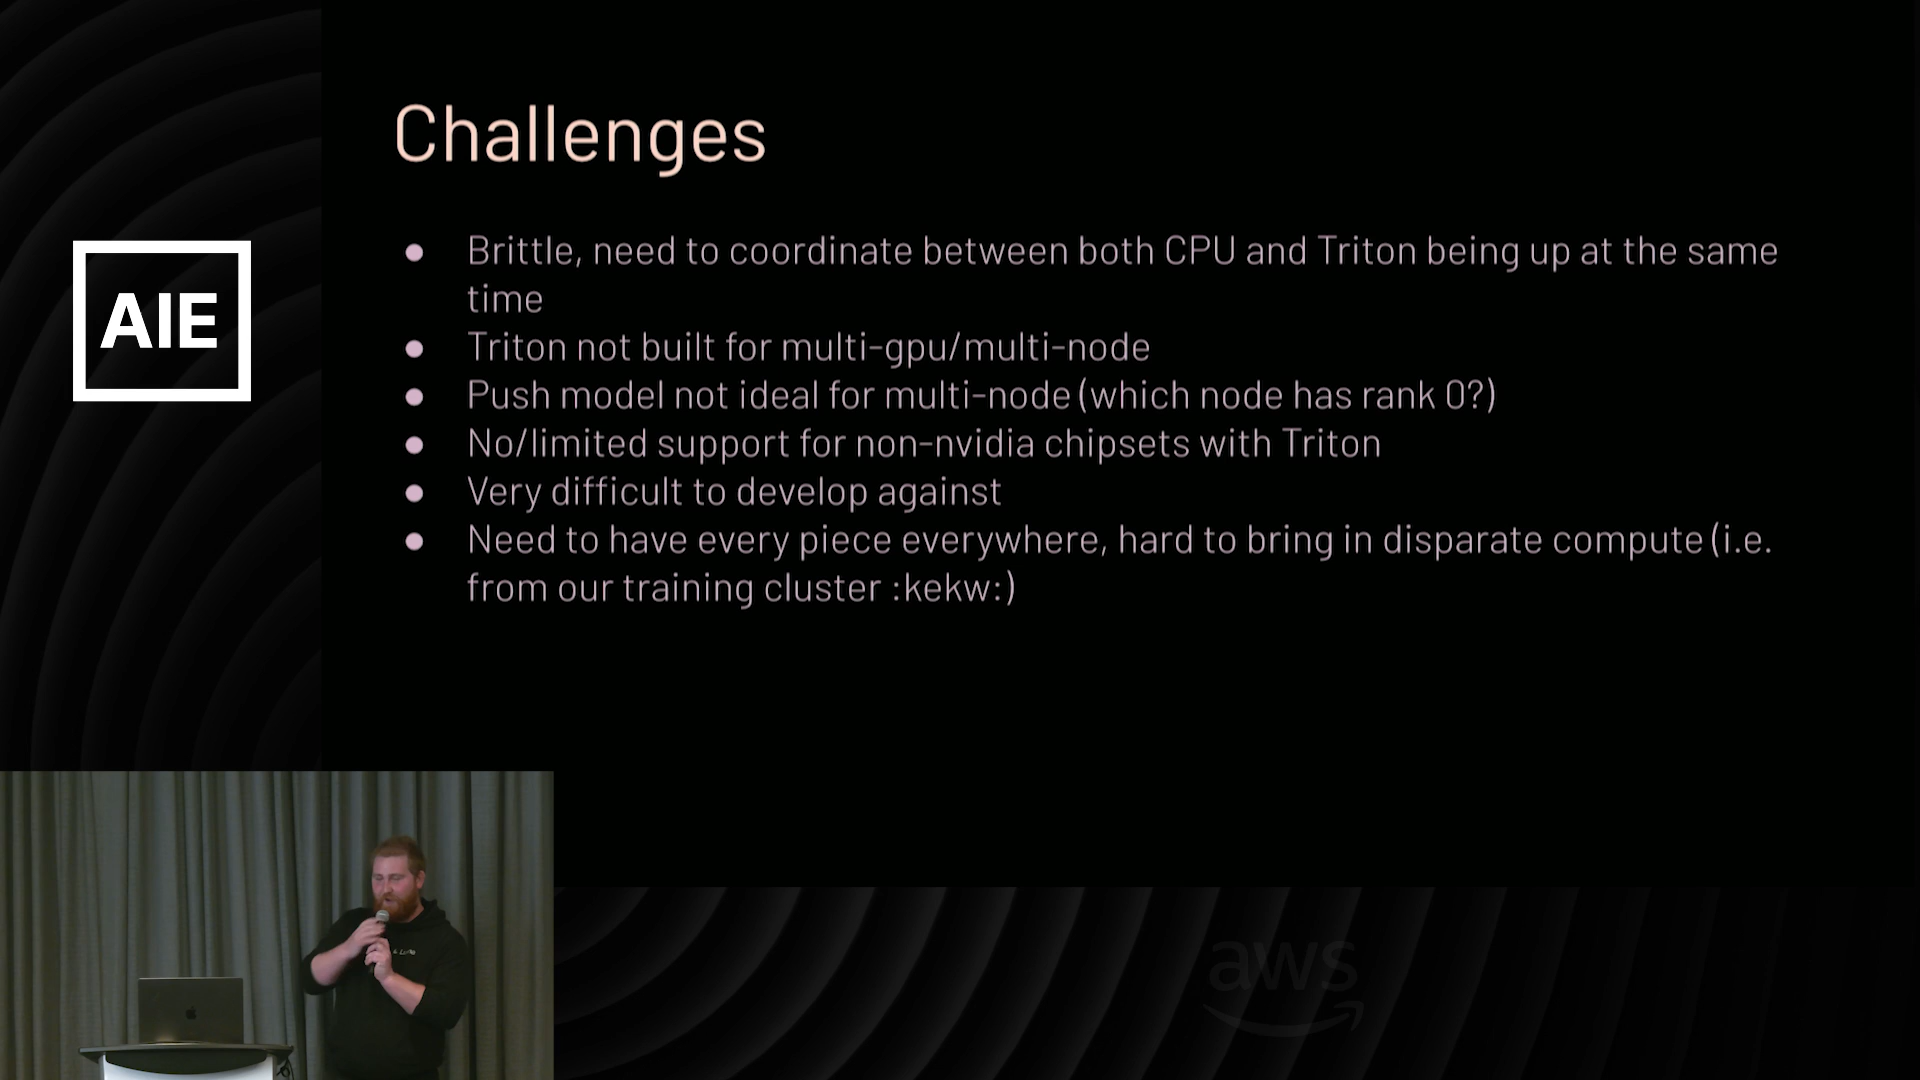 Challenges
● Brittle, need to coordinate between both CPU and Triton being up at the same
time
● Triton not built for multi-gpu/multi-node
● Push model not ideal for multi-node (which node has rank 0?)
● No/limited support for non-nvidia chipsets with Triton
● Very difficult to develop against
● Need to have every piece everywhere, hard to bring in disparate compute (i.e.
from our training cluster :kekw:)
AIE
aws